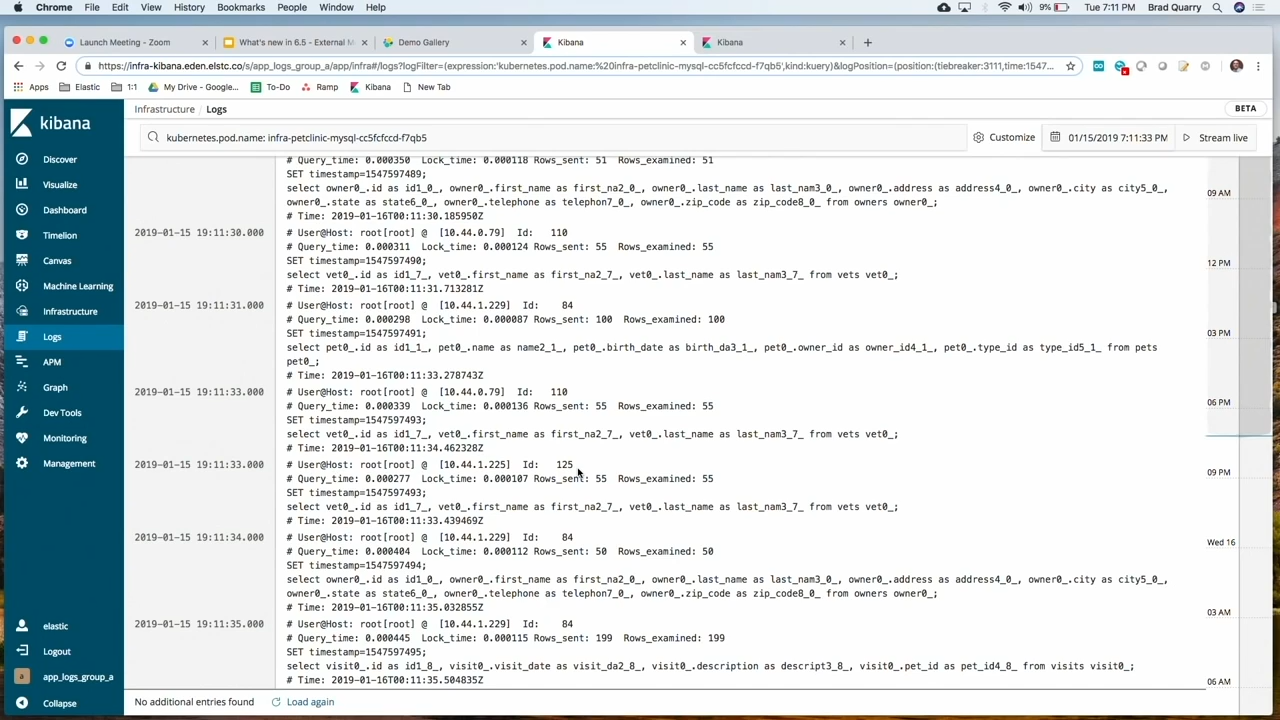 Chrome File Edit View History Bookmarks People Window Help 9% Tue 7:11 PM Brad Quarry
Launch Meeting - Zoom
What's new in 6.5 - External M
Demo Gallery
Kibana
Kibana
https://infra-kibana.eden.elstc.co/s/app_logs_group_a/app/infra#/logs?logFilter=(expression:'kubernetes.pod.name:%20infra-petclinic-mysql-cc5fcfccd-f7qb5',kind:kuery)&logPosition=(position:(tiebreaker:3111,time:1547...
Apps Elastic 1:1 My Drive - Google... To-Do Ramp Kibana New Tab
kibana
Infrastructure / Logs
BETA
kubernetes.pod.name: infra-petclinic-mysql-cc5fcfccd-f7qb5
Customize
01/15/2019 7:11:33 PM
Stream live
Discover
Visualize
Dashboard
Timelion
Canvas
Machine Learning
Infrastructure
Logs
APM
Graph
Dev Tools
Monitoring
Management
elastic
Logout
a app_logs_group_a
Collapse
# Query_time: 0.000350 Lock_time: 0.000118 Rows_sent: 51 Rows_examined: 51
SET timestamp=1547597489;
select owner0_.id as id1_0_, owner0_.first_name as first_na2_0_, owner0_.last_name as last_nam3_0_, owner0_.address as address4_0_, owner0_.city as city5_0_,
owner0_.state as state6_0_, owner0_.telephone as telephon7_0_, owner0_.zip_code as zip_code8_0_ from owners owner0_;
# Time: 2019-01-16T00:11:30.185950Z
2019-01-15 19:11:30.000 # User@Host: root[root] @ [10.44.0.79] Id: 110
# Query_time: 0.000311 Lock_time: 0.000124 Rows_sent: 55 Rows_examined: 55
SET timestamp=1547597490;
select vet0_.id as id1_7_, vet0_.first_name as first_na2_7_, vet0_.last_name as last_nam3_7_ from vets vet0_;
# Time: 2019-01-16T00:11:31.713281Z
2019-01-15 19:11:31.000 # User@Host: root[root] @ [10.44.1.229] Id: 84
# Query_time: 0.000298 Lock_time: 0.000087 Rows_sent: 100 Rows_examined: 100
SET timestamp=1547597491;
select pet0_.id as id1_1_, pet0_.name as name2_1_, pet0_.birth_date as birth_da3_1_, pet0_.owner_id as owner_id4_1_, pet0_.type_id as type_id5_1_ from pets
pet0_;
# Time: 2019-01-16T00:11:33.278743Z
2019-01-15 19:11:33.000 # User@Host: root[root] @ [10.44.0.79] Id: 110
# Query_time: 0.000339 Lock_time: 0.000136 Rows_sent: 55 Rows_examined: 55
SET timestamp=1547597493;
select vet0_.id as id1_7_, vet0_.first_name as first_na2_7_, vet0_.last_name as last_nam3_7_ from vets vet0_;
# Time: 2019-01-16T00:11:34.462328Z
2019-01-15 19:11:33.000 # User@Host: root[root] @ [10.44.1.225] Id: 125
# Query_time: 0.000277 Lock_time: 0.000107 Rows_sent: 55 Rows_examined: 55
SET timestamp=1547597493;
select vet0_.id as id1_7_, vet0_.first_name as first_na2_7_, vet0_.last_name as last_nam3_7_ from vets vet0_;
# Time: 2019-01-16T00:11:33.439469Z
2019-01-15 19:11:34.000 # User@Host: root[root] @ [10.44.1.229] Id: 84
# Query_time: 0.000404 Lock_time: 0.000112 Rows_sent: 50 Rows_examined: 50
SET timestamp=1547597494;
select owner0_.id as id1_0_, owner0_.first_name as first_na2_0_, owner0_.last_name as last_nam3_0_, owner0_.address as address4_0_, owner0_.city as city5_0_,
owner0_.state as state6_0_, owner0_.telephone as telephon7_0_, owner0_.zip_code as zip_code8_0_ from owners owner0_;
# Time: 2019-01-16T00:11:35.032855Z
2019-01-15 19:11:35.000 # User@Host: root[root] @ [10.44.1.229] Id: 84
# Query_time: 0.000445 Lock_time: 0.000115 Rows_sent: 199 Rows_examined: 199
SET timestamp=1547597495;
select visit0_.id as id1_8_, visit0_.visit_date as visit_da2_8_, visit0_.description as descript3_8_, visit0_.pet_id as pet_id4_8_ from visits visit0_;
# Time: 2019-01-16T00:11:35.504835Z
No additional entries found Load again
09 AM
12 PM
03 PM
06 PM
09 PM
Wed 16
03 AM
06 AM